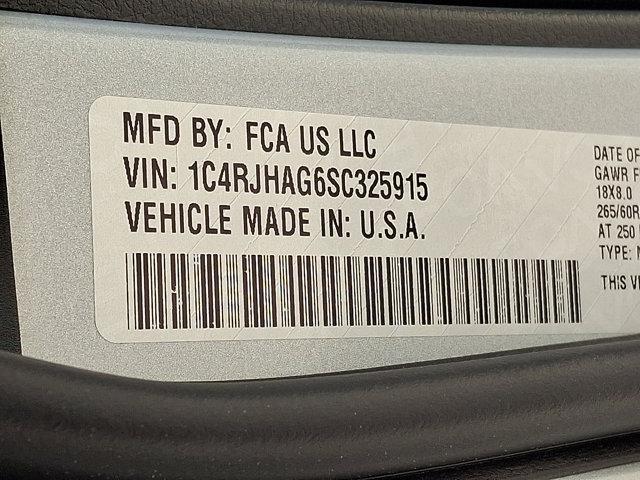 MFD BY: FCA US LLC
VIN: 1C4RJHAG6SC325915
VEHICLE MADE IN: U.S.A.
DATE OF
GAWR F
18X8.0
265/60R
AT 250
TYPE:
THIS VE